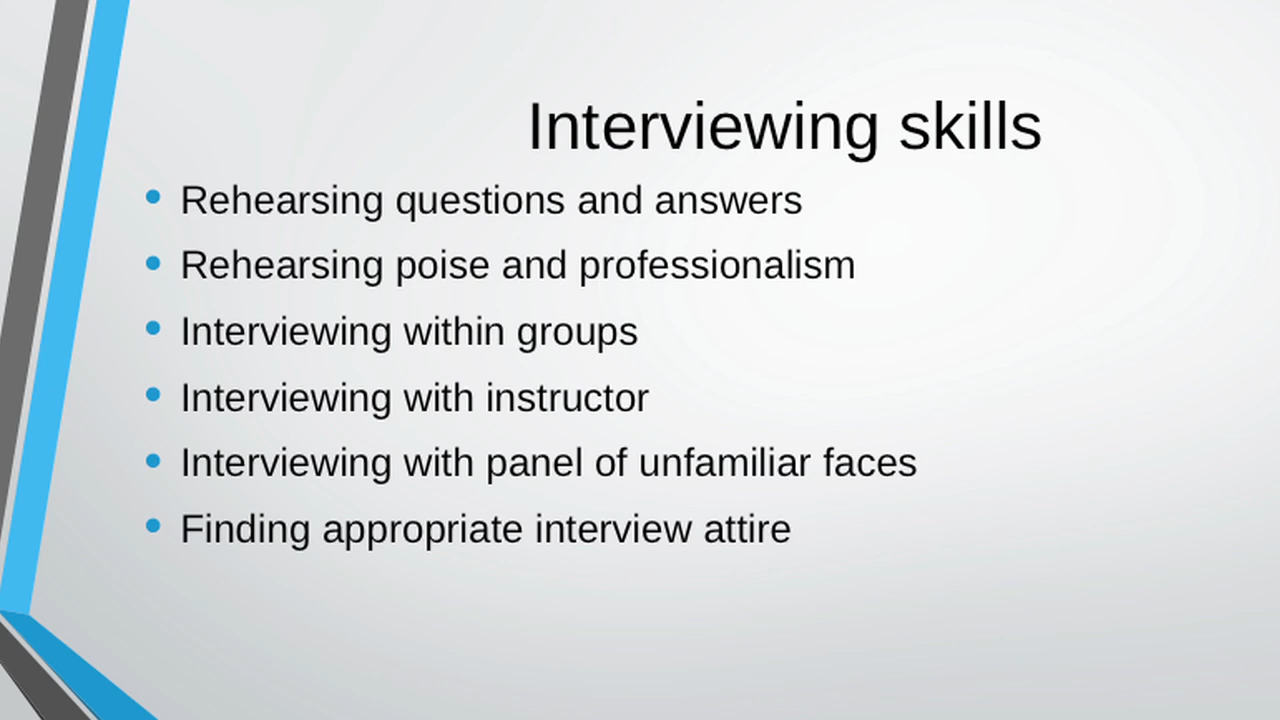 Interviewing skills
• Rehearsing questions and answers
• Rehearsing poise and professionalism
• Interviewing within groups
• Interviewing with instructor
• Interviewing with panel of unfamiliar faces
• Finding appropriate interview attire